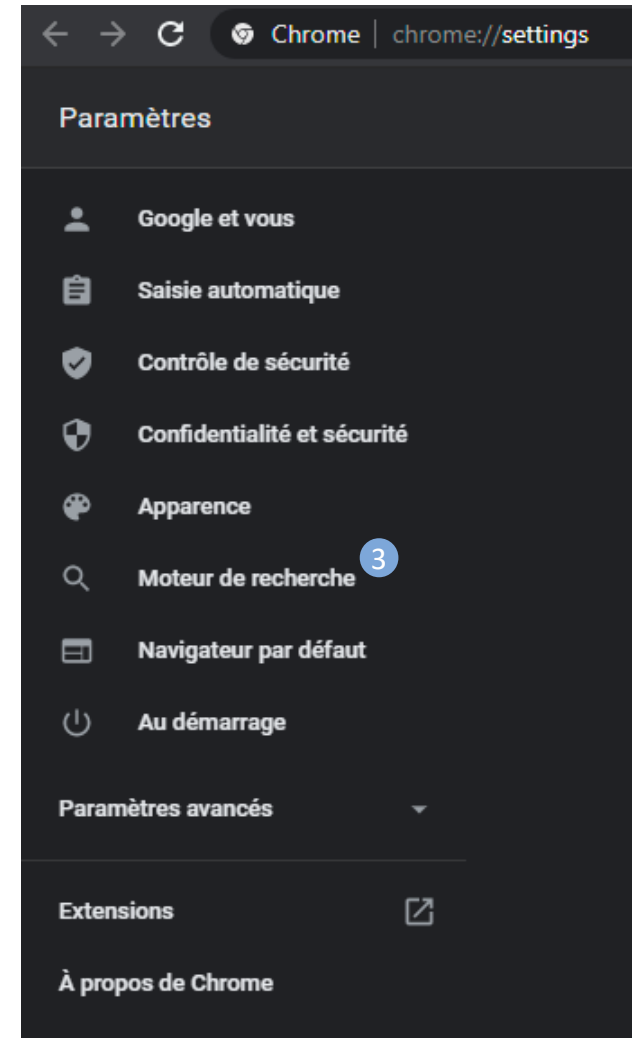 Chrome | chrome://settings
Paramètres
Google et vous
Saisie automatique
Contrôle de sécurité
Confidentialité et sécurité
Apparence
Moteur de recherche 3
Navigateur par défaut
Au démarrage
Paramètres avancés
Extensions
À propos de Chrome